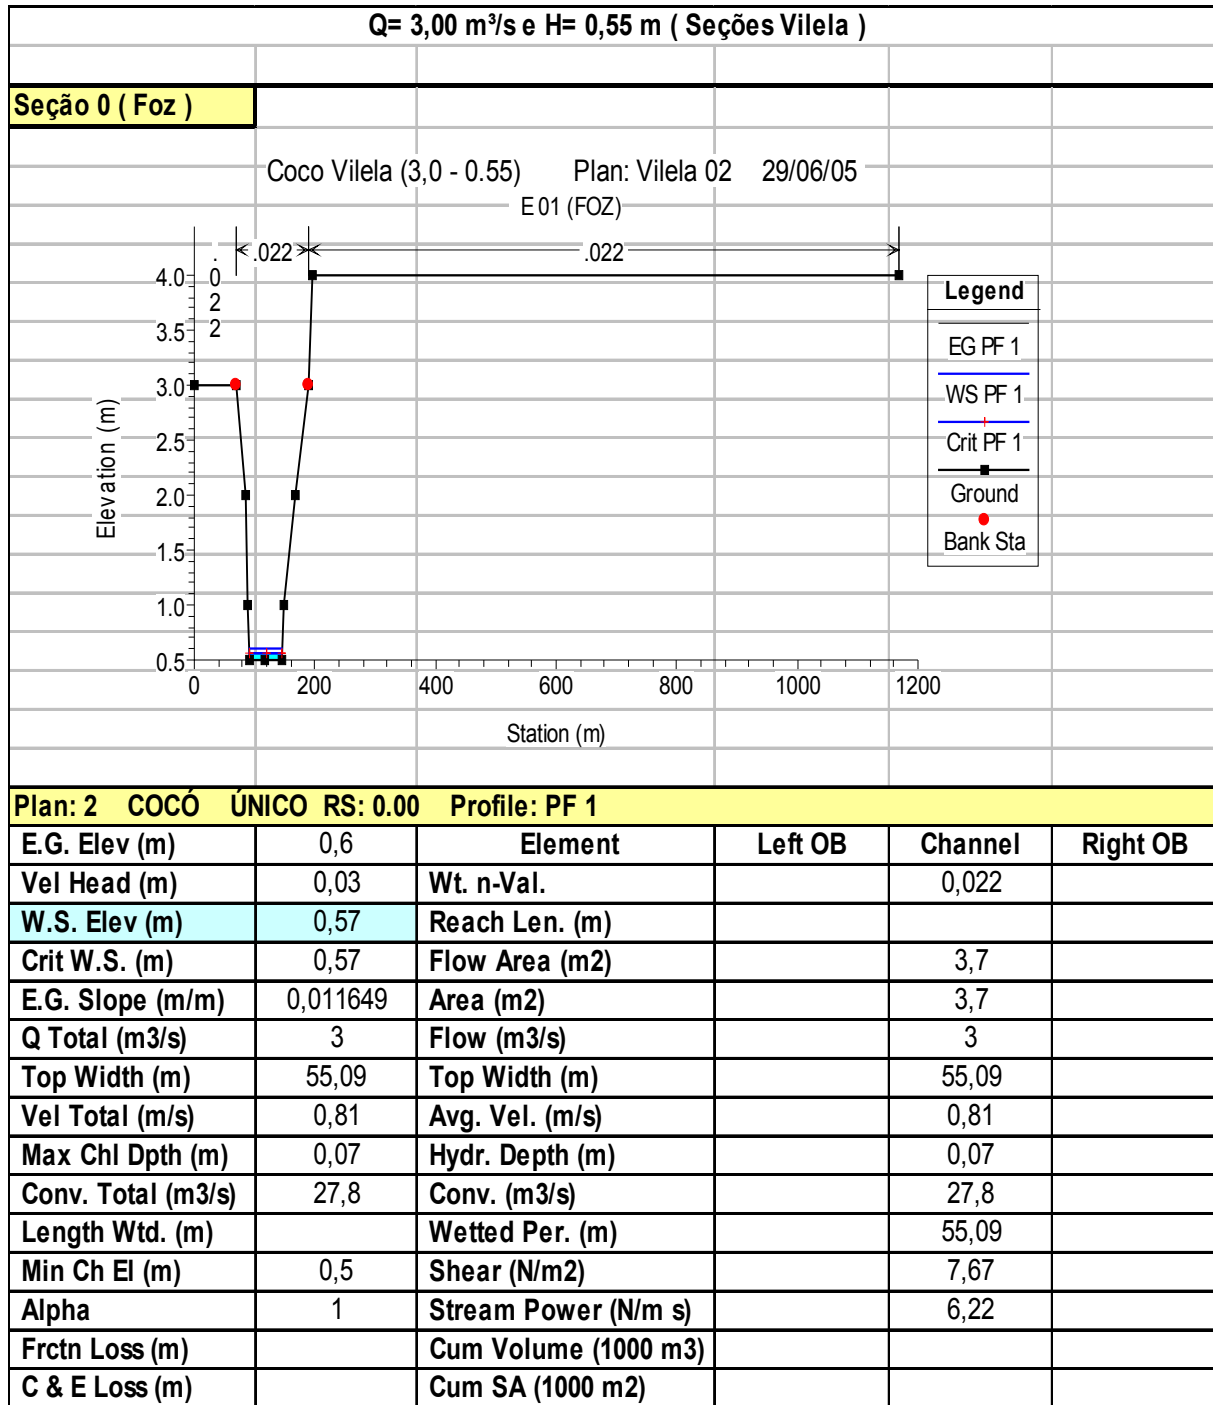 Q= 3,00 m³/s e H= 0,55 m ( Seções Vilela )
Seção 0 ( Foz )
Coco Vilela (3,0 - 0.55) Plan: Vilela 02 29/06/05
E 01 (FOZ)
.022
.022
.022
4.0
3.5
3.0
2.5
2.0
1.5
1.0
0.5
Elevation (m)
0 200 400 600 800 1000 1200
Station (m)
Legend
EG PF 1
WS PF 1
Crit PF 1
Ground
Bank Sta
Plan: 2 COCÓ ÚNICO RS: 0.00 Profile: PF 1
E.G. Elev (m) 0,6 Element Left OB Channel Right OB
Vel Head (m) 0,03 Wt. n-Val. 0,022
W.S. Elev (m) 0,57 Reach Len. (m)
Crit W.S. (m) 0,57 Flow Area (m2) 3,7
E.G. Slope (m/m) 0,011649 Area (m2) 3,7
Q Total (m3/s) 3 Flow (m3/s) 3
Top Width (m) 55,09 Top Width (m) 55,09
Vel Total (m/s) 0,81 Avg. Vel. (m/s) 0,81
Max Chl Dpth (m) 0,07 Hydr. Depth (m) 0,07
Conv. Total (m3/s) 27,8 Conv. (m3/s) 27,8
Length Wtd. (m) Wetted Per. (m) 55,09
Min Ch El (m) 0,5 Shear (N/m2) 7,67
Alpha 1 Stream Power (N/m s) 6,22
Frctn Loss (m) Cum Volume (1000 m3)
C & E Loss (m) Cum SA (1000 m2)